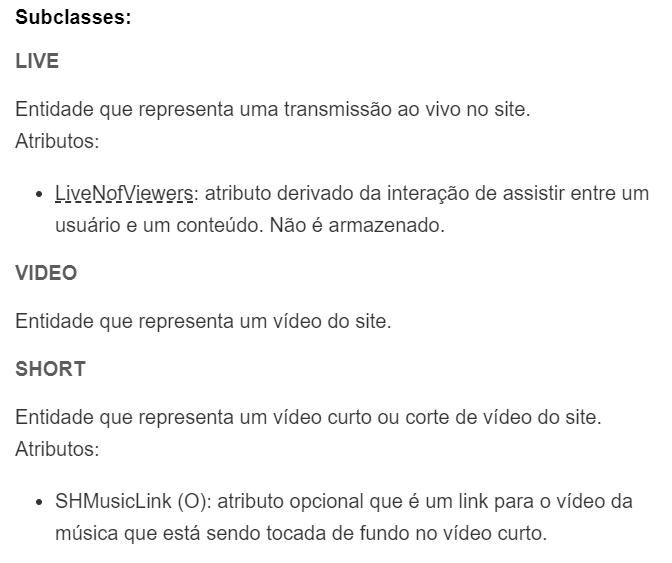 Subclasses:
LIVE
Entidade que representa uma transmissão ao vivo no site.
Atributos:
• LiveNofViewers: atributo derivado da interação de assistir entre um
usuário e um conteúdo. Não é armazenado.
VIDEO
Entidade que representa um vídeo do site.
SHORT
Entidade que representa um vídeo curto ou corte de vídeo do site.
Atributos:
• SHMusicLink (O): atributo opcional que é um link para o vídeo da
música que está sendo tocada de fundo no vídeo curto.